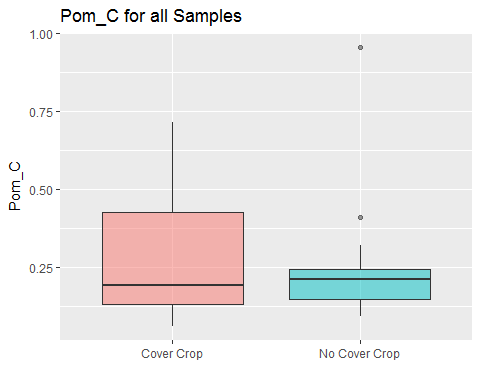 Pom_C for all Samples
1.00
0.75
0.50
0.25
Pom_C
Cover Crop
No Cover Crop